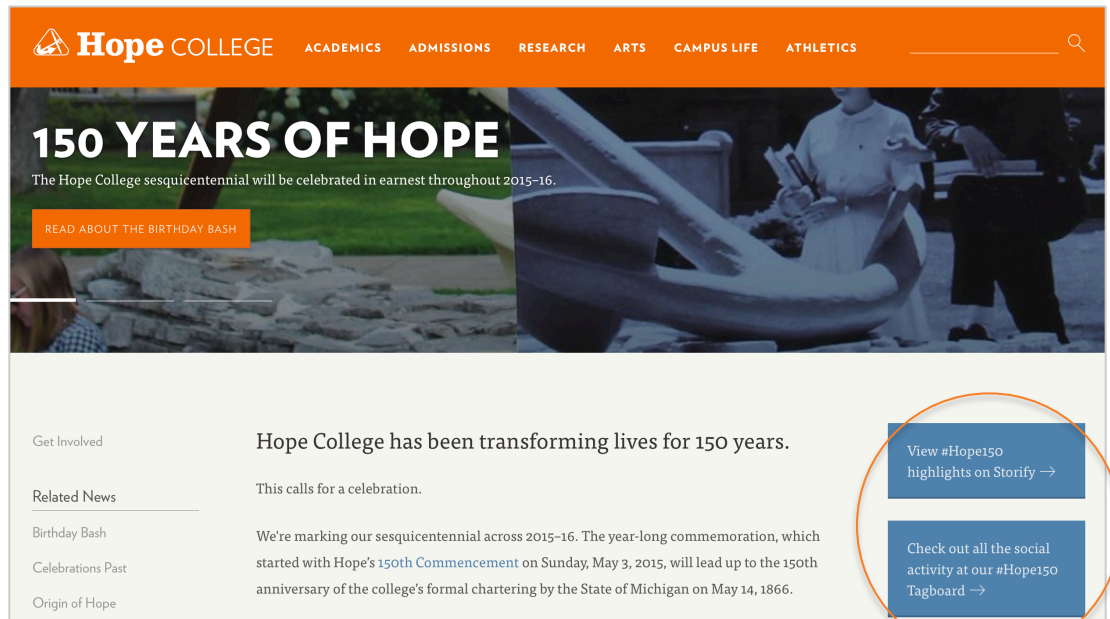 Hope COLLEGE
ACADEMICS ADMISSIONS RESEARCH ARTS CAMPUS LIFE ATHLETICS
150 YEARS OF HOPE
The Hope College sesquicentennial will be celebrated in earnest throughout 2015–16.
READ ABOUT THE BIRTHDAY BASH
Get Involved
Related News
Birthday Bash
Celebrations Past
Origin of Hope
Hope College has been transforming lives for 150 years.
This calls for a celebration.
We're marking our sesquicentennial across 2015–16. The year-long commemoration, which
started with Hope's 150th Commencement on Sunday, May 3, 2015, will lead up to the 150th
anniversary of the college's formal chartering by the State of Michigan on May 14, 1866.
View #Hope150
highlights on Storify →
Check out all the social
activity at our #Hope150
Tagboard →